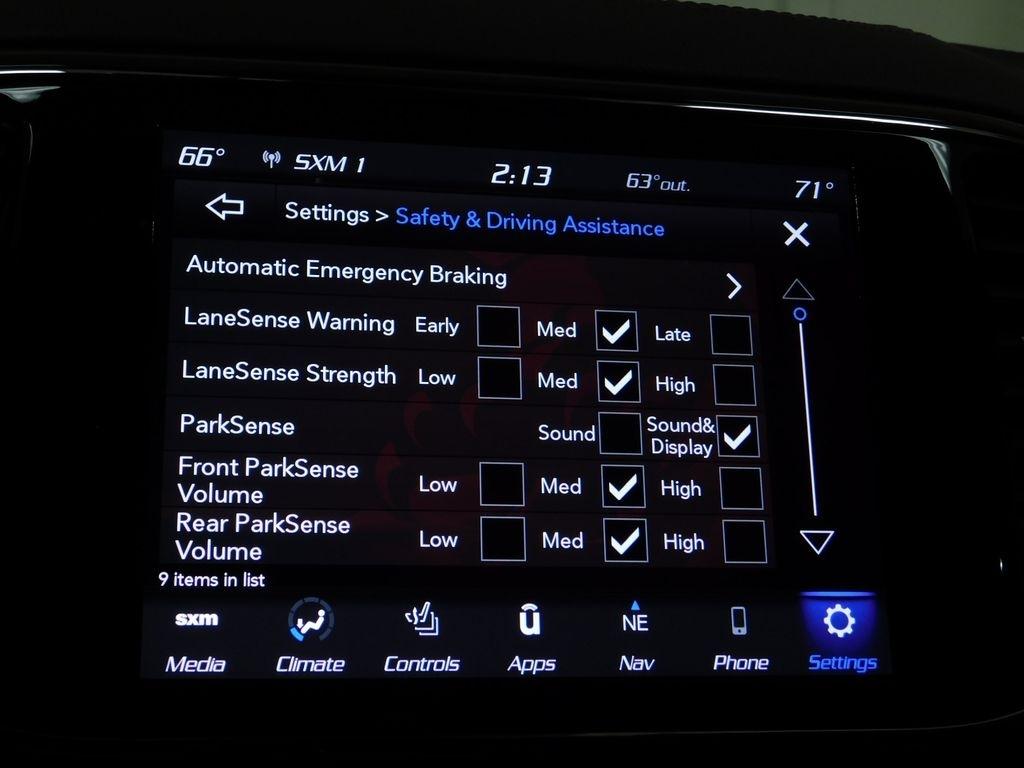 66° SXM 1 2:13 63°out. 71°
Settings > Safety & Driving Assistance
Automatic Emergency Braking
LaneSense Warning Early Med Late
LaneSense Strength Low Med High
ParkSense Sound Sound& Display
Front ParkSense Volume Low Med High
Rear ParkSense Volume Low Med High
9 items in list
sxm û NE
Media Climate Controls Apps Nav Phone Settings